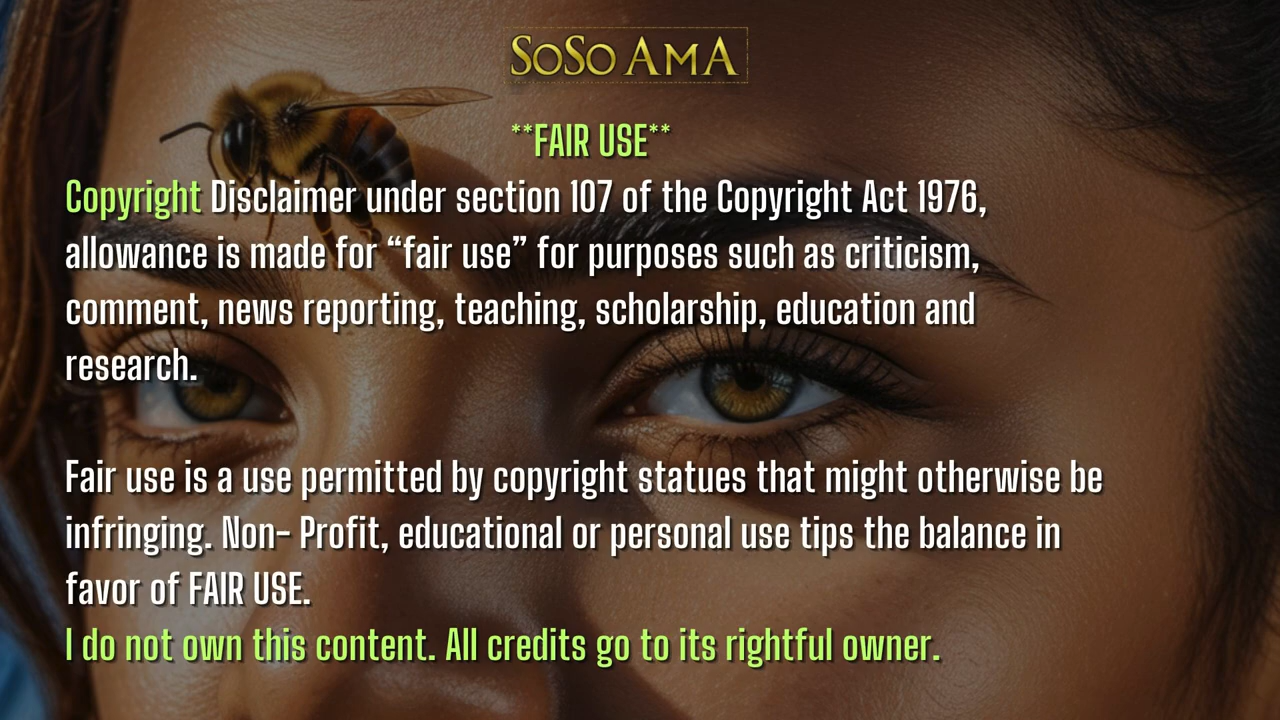 SoSo AmA
**FAIR USE**
Copyright Disclaimer under section 107 of the Copyright Act 1976,
allowance is made for “fair use” for purposes such as criticism,
comment, news reporting, teaching, scholarship, education and
research.
Fair use is a use permitted by copyright statues that might otherwise be
infringing. Non- Profit, educational or personal use tips the balance in
favor of FAIR USE.
I do not own this content. All credits go to its rightful owner.